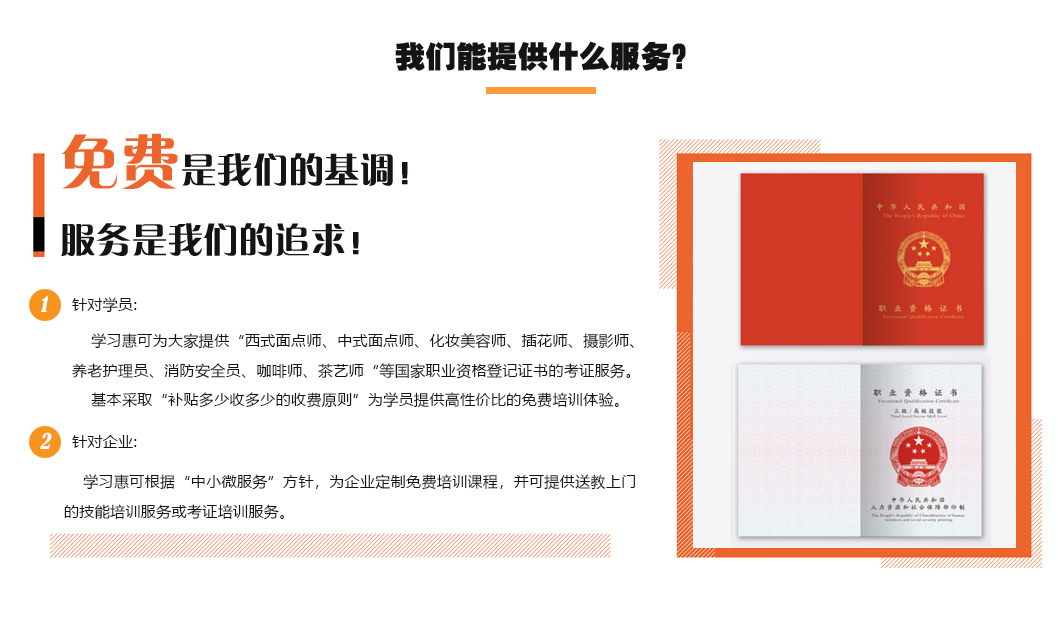 我们能提供什么服务?
免费是我们的基调!
服务是我们的追求!
1 针对学员:
学习惠可为大家提供“西式面点师、中式面点师、化妆美容师、插花师、摄影师、
养老护理员、消防安全员、咖啡师、茶艺师“等国家职业资格登记证书的考证服务。
基本采取“补贴多少收多少的收费原则”为学员提供高性价比的免费培训体验。
2 针对企业:
学习惠可根据“中小微服务”方针，为企业定制免费培训课程，并可提供送教上门
的技能培训服务或考证培训服务。
中华人民共和国
The People's Republic of China
职业资格证书
Vocational Qualification Certificate
职业资格证书
Vocational Qualification Certificate
三级/高级技能
Third Level/Senior Skill Level
中华人民共和国
人力资源和社会保障部印制
The People's Republic of ChinaMinistry of human
resources and social security printing